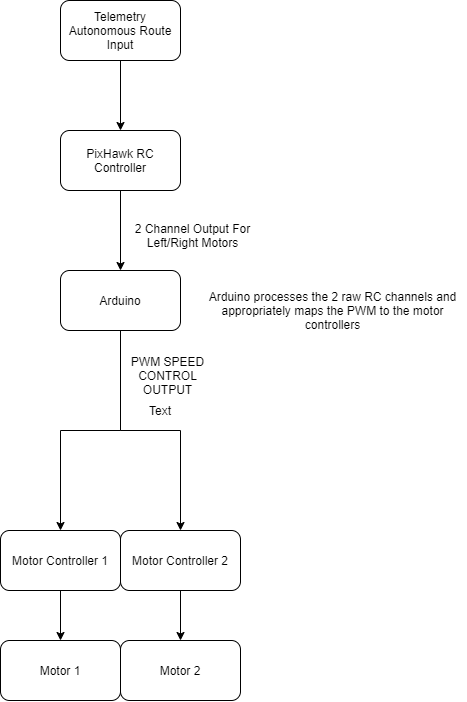 Telemetry
Autonomous Route
Input
PixHawk RC
Controller
2 Channel Output For
Left/Right Motors
Arduino
Arduino processes the 2 raw RC channels and
appropriately maps the PWM to the motor
controllers
PWM SPEED
CONTROL
OUTPUT
Text
Motor Controller 1
Motor Controller 2
Motor 1
Motor 2